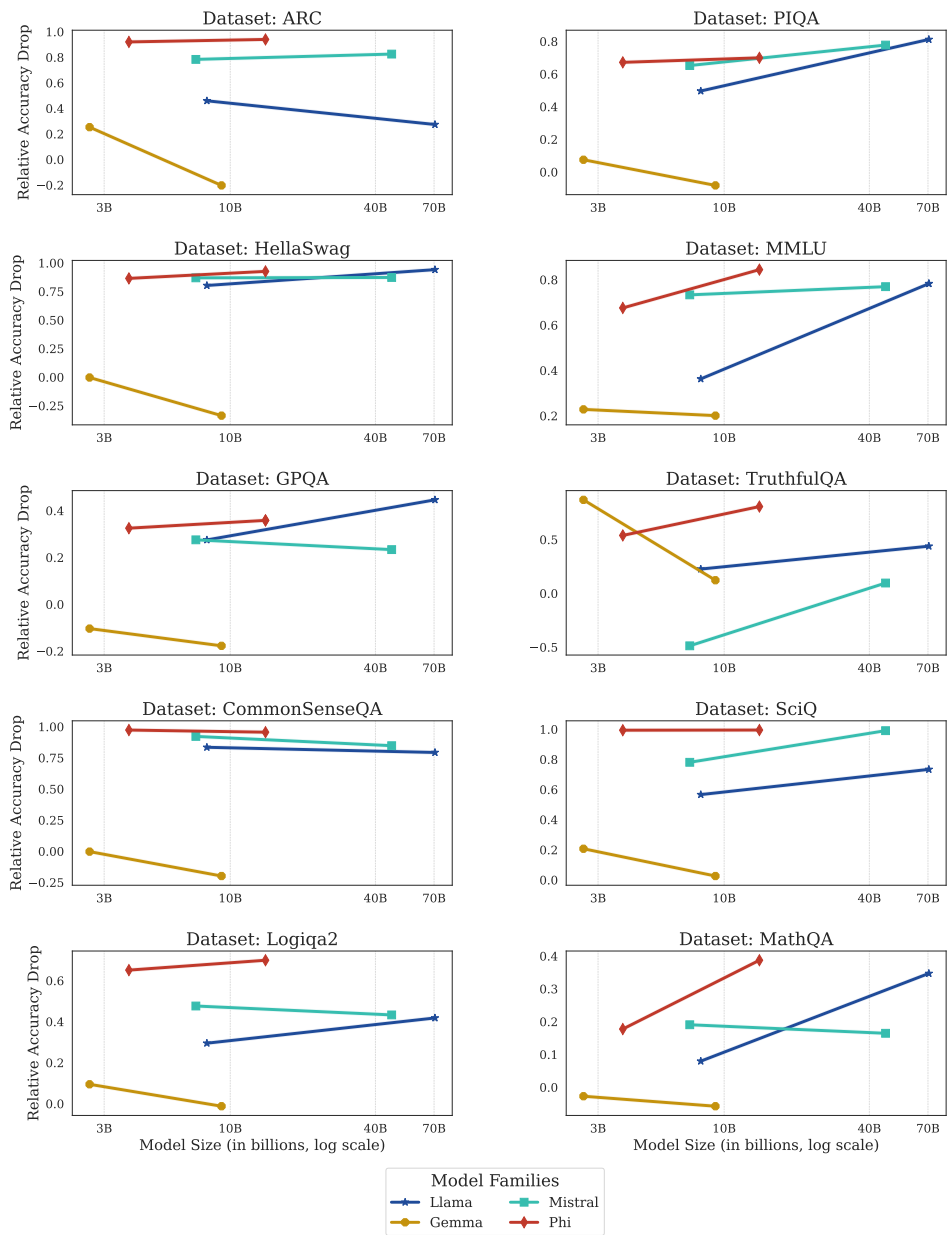 Dataset: ARC
Relative Accuracy Drop
1.0
0.8
0.6
0.4
0.2
0.0
−0.2
3B 10B 40B 70B
Dataset: PIQA
0.8
0.6
0.4
0.2
0.0
3B 10B 40B 70B
Dataset: HellaSwag
Relative Accuracy Drop
1.00
0.75
0.50
0.25
0.00
−0.25
3B 10B 40B 70B
Dataset: MMLU
0.8
0.6
0.4
0.2
3B 10B 40B 70B
Dataset: GPQA
Relative Accuracy Drop
0.4
0.2
0.0
−0.2
3B 10B 40B 70B
Dataset: TruthfulQA
0.5
0.0
−0.5
3B 10B 40B 70B
Dataset: CommonSenseQA
Relative Accuracy Drop
1.00
0.75
0.50
0.25
0.00
−0.25
3B 10B 40B 70B
Dataset: SciQ
1.0
0.8
0.6
0.4
0.2
0.0
3B 10B 40B 70B
Dataset: Logiqa2
Relative Accuracy Drop
0.6
0.4
0.2
0.0
3B 10B 40B 70B
Model Size (in billions, log scale)
Dataset: MathQA
0.4
0.3
0.2
0.1
0.0
3B 10B 40B 70B
Model Size (in billions, log scale)
Model Families
Llama Mistral
Gemma Phi